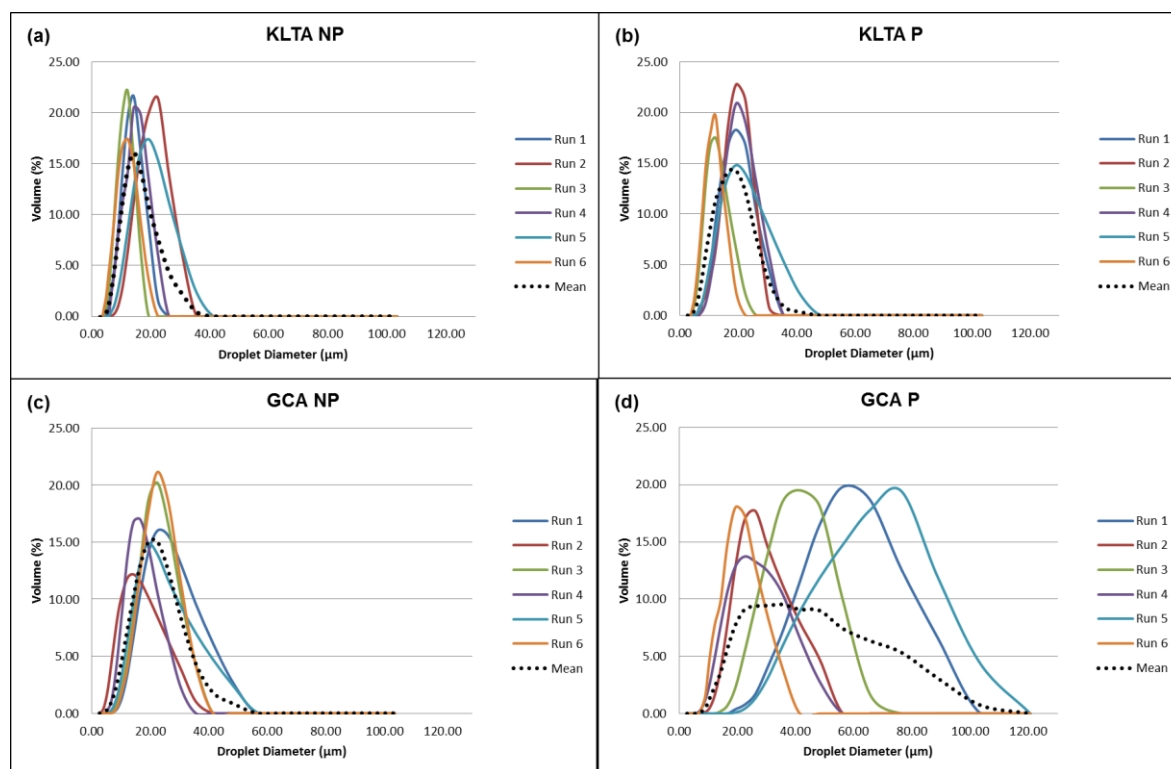 (a)
KLTA NP
Volume (%)
25.00
20.00
15.00
10.00
5.00
0.00
0.00 20.00 40.00 60.00 80.00 100.00 120.00
Droplet Diameter (µm)
Run 1
Run 2
Run 3
Run 4
Run 5
Run 6
Mean
(b)
KLTA P
Volume (%)
25.00
20.00
15.00
10.00
5.00
0.00
0.00 20.00 40.00 60.00 80.00 100.00 120.00
Droplet Diameter (µm)
Run 1
Run 2
Run 3
Run 4
Run 5
Run 6
Mean
(c)
GCA NP
Volume (%)
25.00
20.00
15.00
10.00
5.00
0.00
0.00 20.00 40.00 60.00 80.00 100.00 120.00
Droplet Diameter (µm)
Run 1
Run 2
Run 3
Run 4
Run 5
Run 6
Mean
(d)
GCA P
Volume (%)
25.00
20.00
15.00
10.00
5.00
0.00
0.00 20.00 40.00 60.00 80.00 100.00 120.00
Droplet Diameter (µm)
Run 1
Run 2
Run 3
Run 4
Run 5
Run 6
Mean